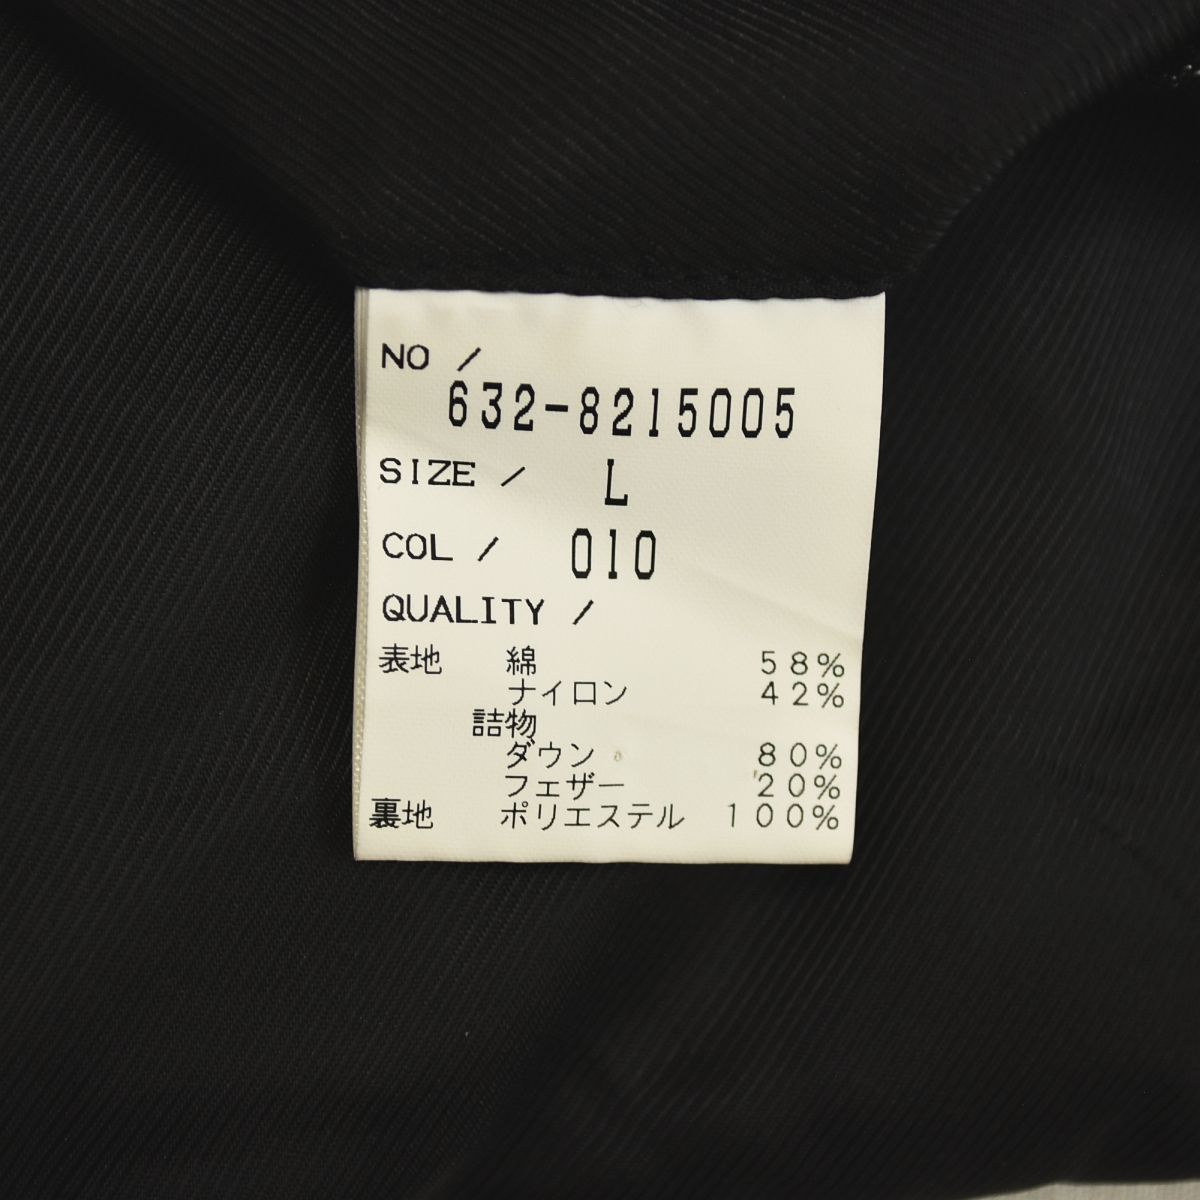 NO /
632-8215005
SIZE / L
COL / 010
QUALITY /
表地 綿 58%
ナイロン 42%
詰物
ダウン 80%
フェザー 20%
裏地 ポリエステル 100%